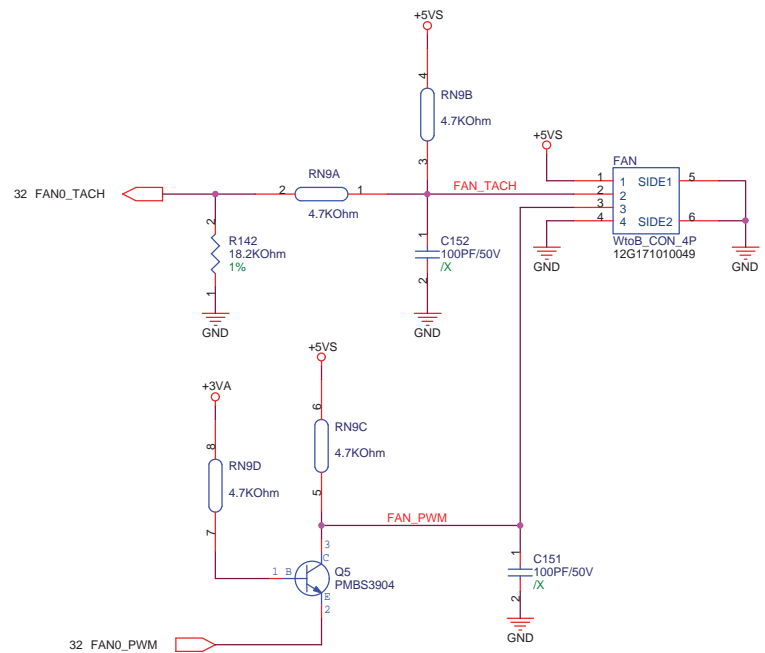 +5VS
4
RN9B
4.7KOhm
3
+5VS
FAN
1 1 SIDE1 5
2 2
3 3
4 4 SIDE2 6
WtoB_CON_4P
12G171010049
GND
GND
32 FAN0_TACH
RN9A
2 1
4.7KOhm
FAN_TACH
2
R142
18.2KOhm
1%
1
GND
1
C152
100PF/50V
/X
2
GND
+5VS
6
RN9C
4.7KOhm
5
+3VA
8
RN9D
4.7KOhm
7
FAN_PWM
3
C
1 B
Q5
PMBS3904
E
2
32 FAN0_PWM
1
C151
100PF/50V
/X
2
GND